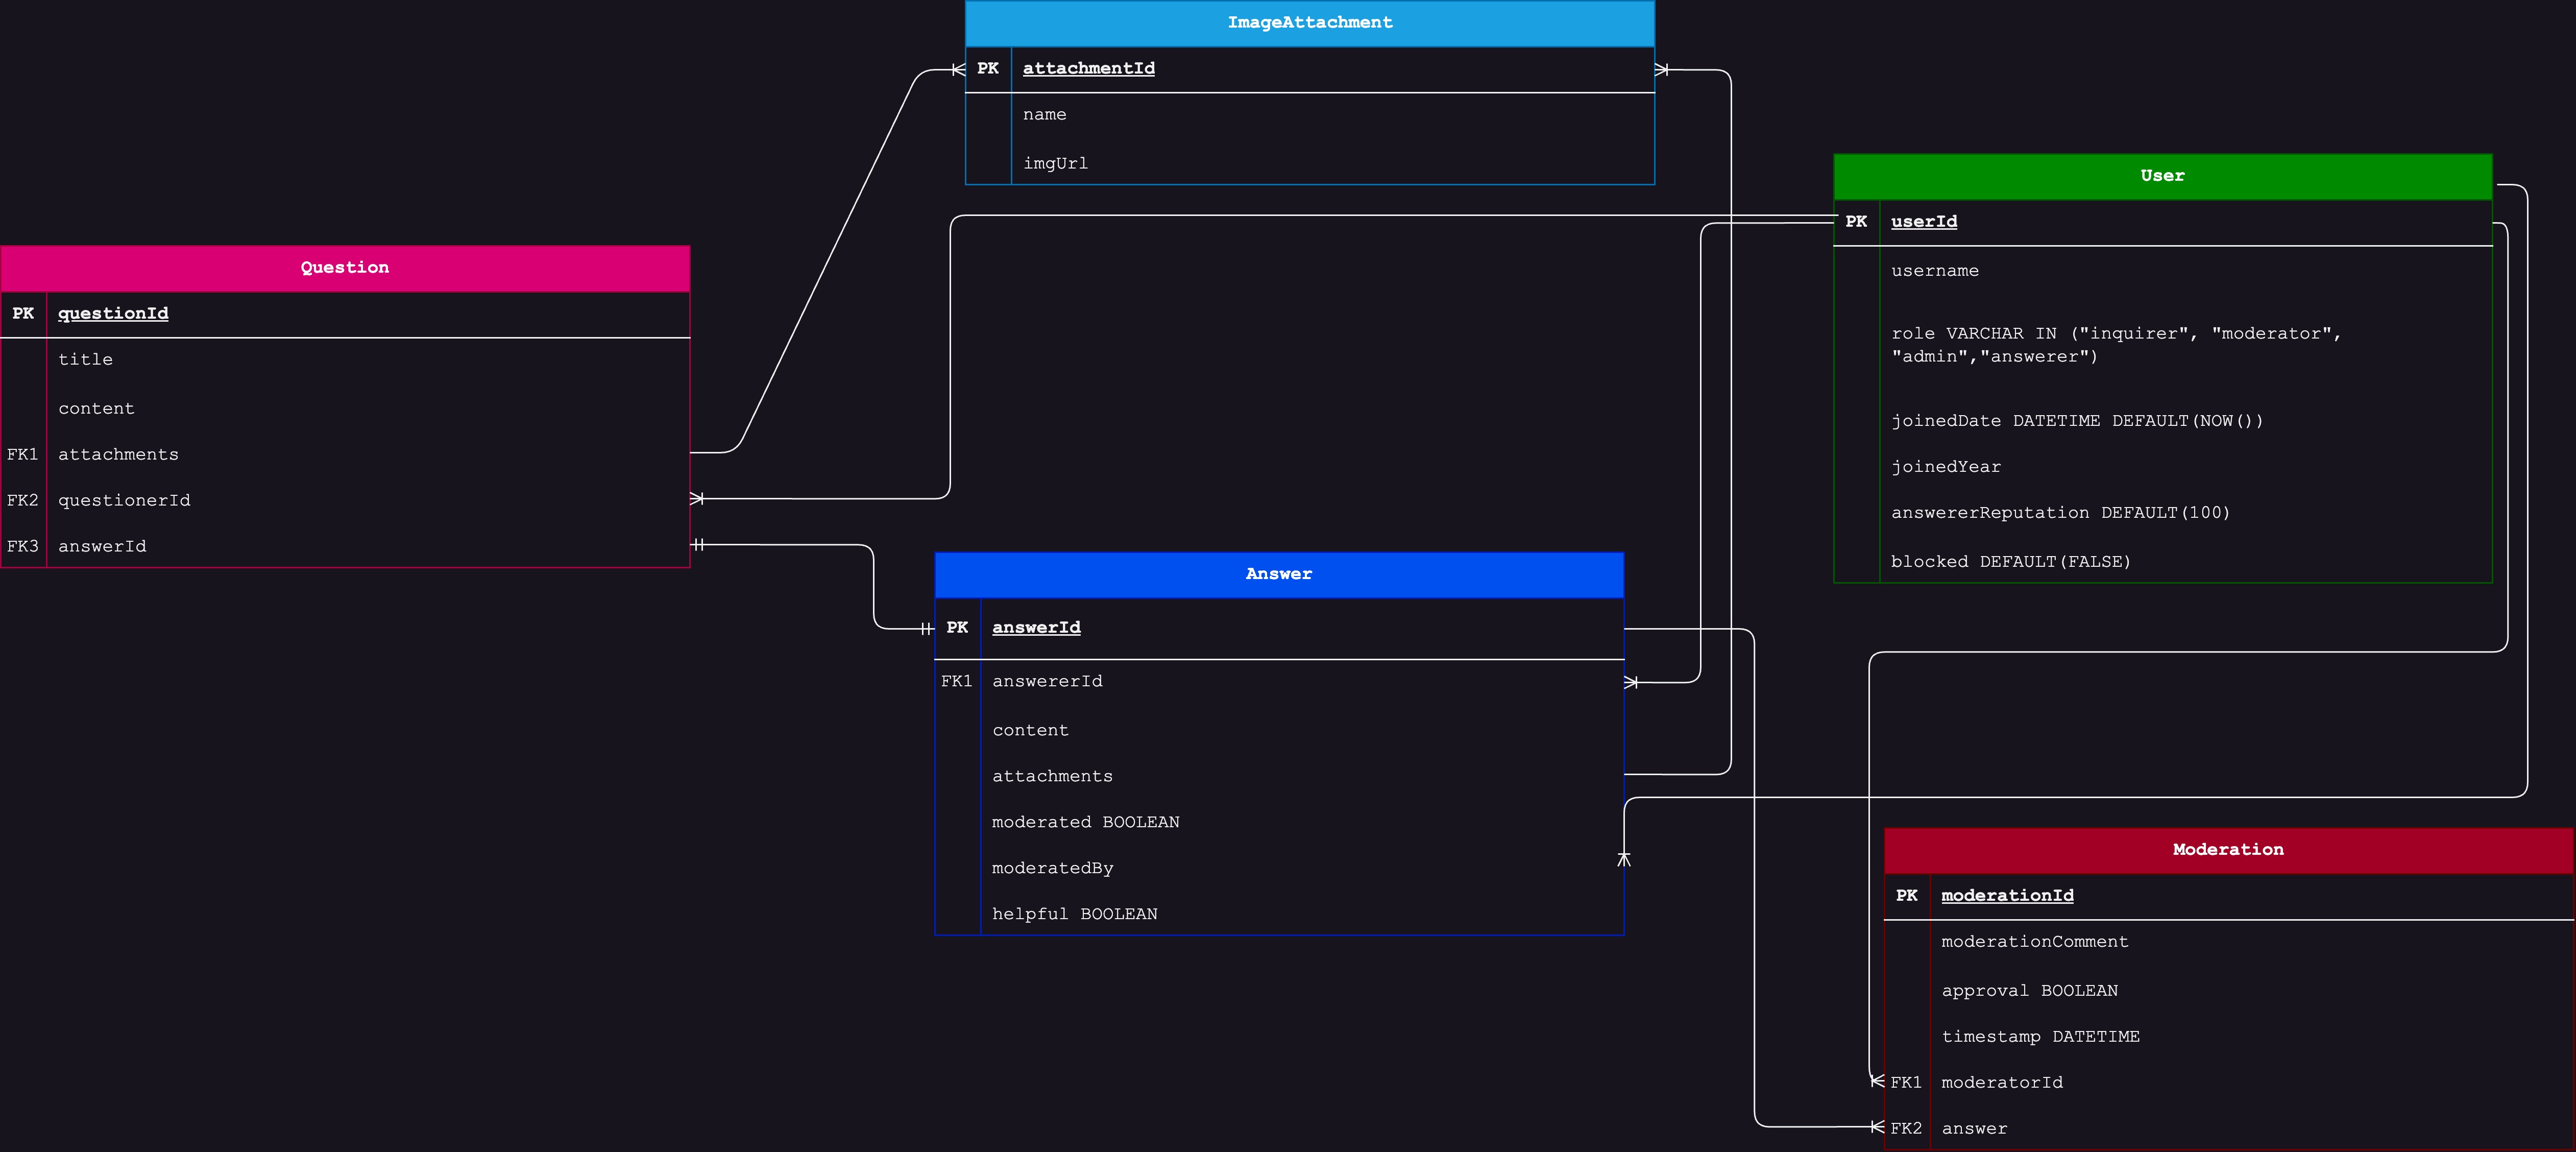 ImageAttachment
PK attachmentId
name
imgUrl
User
PK userId
username
role VARCHAR IN ("inquirer", "moderator",
"admin","answerer")
joinedDate DATETIME DEFAULT(NOW())
joinedYear
answererReputation DEFAULT(100)
blocked DEFAULT(FALSE)
Question
PK questionId
title
content
FK1 attachments
FK2 questionerId
FK3 answerId
Answer
PK answerId
FK1 answererId
content
attachments
moderated BOOLEAN
moderatedBy
helpful BOOLEAN
Moderation
PK moderationId
moderationComment
approval BOOLEAN
timestamp DATETIME
FK1 moderatorId
FK2 answer